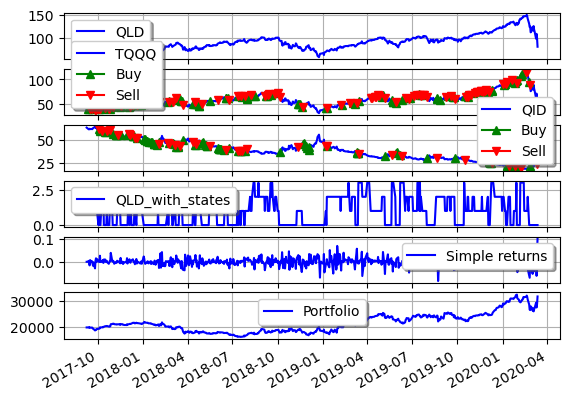 150
QLD
100
TQQQ
100
Buy
50
Sell
QID
Buy
50
Sell
25
2.5
QLD_with_states
0.0
0.1
Simple returns
0.0
30000
Portfolio
20000
2017-10
2018-01
2018-04
2018-07
2018-10
2019-01
2019-04
2019-07
2019-10
2020-01
2020-04